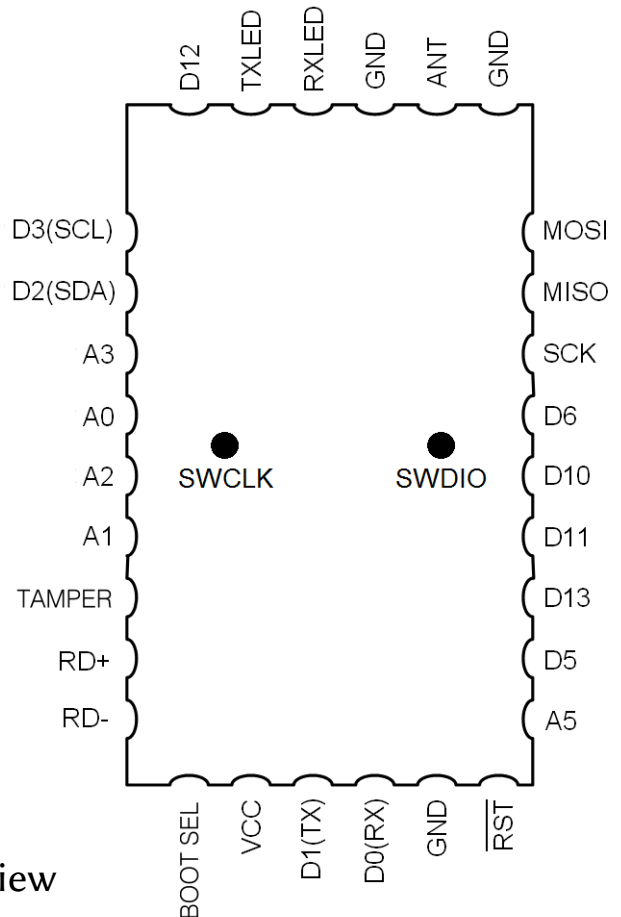 D12
TXLED
RXLED
GND
ANT
GND
D3(SCL)
D2(SDA)
A3
A0
A2
A1
TAMPER
RD+
RD-
SWCLK
SWDIO
MOSI
MISO
SCK
D6
D10
D11
D13
D5
A5
BOOT SEL
VCC
D1(TX)
D0(RX)
GND
RST
iew